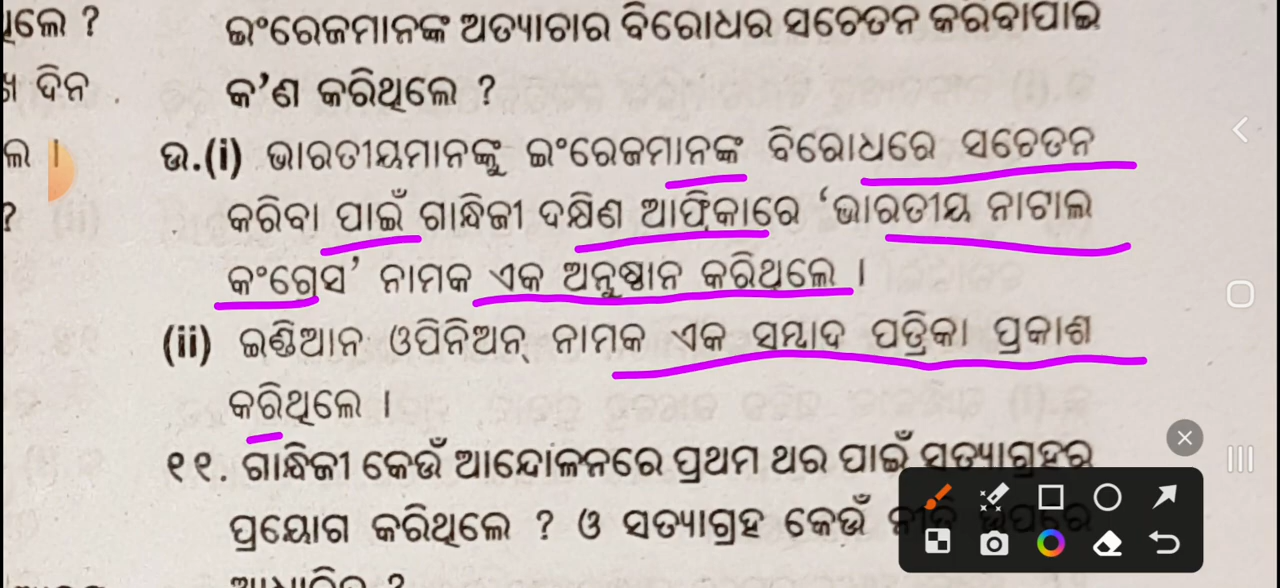 ଥିଲେ ?
ଇଂରେଜମାନଙ୍କ ଅତ୍ୟାଚାର ବିରୋଧର ସଚେତନ କରିବାପାଇଁ
ଦିନ
କ'ଣ କରିଥିଲେ ?
ଉ.(i) ଭାରତୀୟମାନଙ୍କୁ ଇଂରେଜମାନଙ୍କ ବିରୋଧରେ ସଚେତନ
କରିବା ପାଇଁ ଗାନ୍ଧିଜୀ ଦକ୍ଷିଣ ଆଫ୍ରିକାରେ ‘ଭାରତୀୟ ନାଟାଲ
କଂଗ୍ରେସ’ ନାମକ ଏକ ଅନୁଷ୍ଠାନ କରିଥିଲେ ।
(ii) ଇଣ୍ଡିଆନ ଓପିନିଅନ୍ ନାମକ ଏକ ସମ୍ବାଦ ପତ୍ରିକା ପ୍ରକାଶ
କରିଥିଲେ ।
୧୧. ଗାନ୍ଧିଜୀ କେଉଁ ଆନ୍ଦୋଳନରେ ପ୍ରଥମ ଥର ପାଇଁ ସତ୍ୟାଗ୍ରହର
ପ୍ରୟୋଗ କରିଥିଲେ ? ଓ ସତ୍ୟାଗ୍ରହ କେଉଁ ନୀତି ଉପରେ